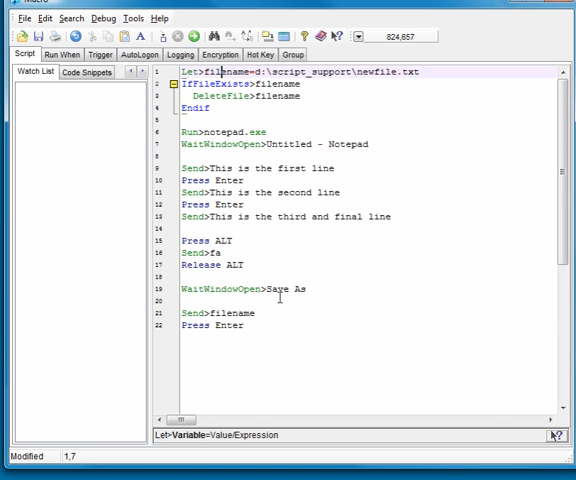 Macro
File Edit Search Debug Tools Help
824,657
Script Run When Trigger AutoLogon Logging Encryption Hot Key Group
Watch List Code Snippets
1 Let>filename=d:\script_support\newfile.txt
2 IfFileExists>filename
3 DeleteFile>filename
4 Endif
5
6 Run>notepad.exe
7 WaitWindowOpen>Untitled - Notepad
8
9 Send>This is the first line
10 Press Enter
11 Send>This is the second line
12 Press Enter
13 Send>This is the third and final line
14
15 Press ALT
16 Send>fa
17 Release ALT
18
19 WaitWindowOpen>Save As
20
21 Send>filename
22 Press Enter
Let>Variable=Value/Expression
Modified 1,7